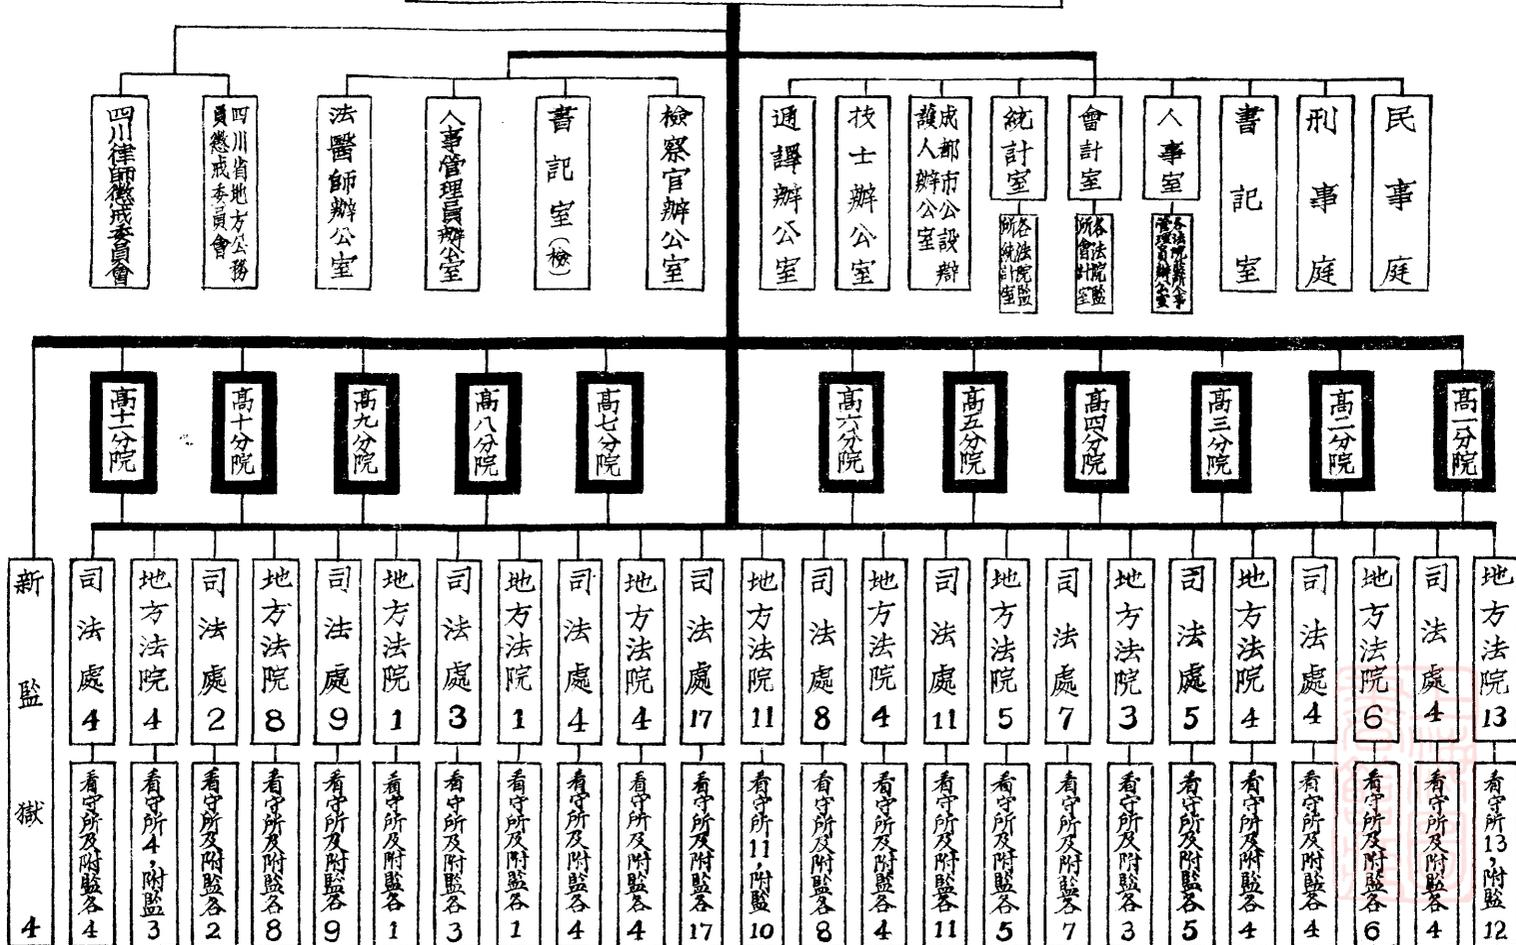 民事庭
刑事庭
書記室
人事室
各法院監所人事
管理員辦公室
會計室
各法院監
所會計室
統計室
各法院監
所統計室
成都市公設辯
護人辦公室
技士辦公室
通譯辦公室
檢察官辦公室
書記室(檢)
人事管理員辦公室
法醫師辦公室
四川省地方公務
員懲戒委員會
四川律師懲戒委員會
高一分院
高二分院
高三分院
高四分院
高五分院
高六分院
高七分院
高八分院
高九分院
高十分院
高十一分院
地方法院13
司法處4
地方法院6
司法處4
地方法院4
司法處5
地方法院3
司法處7
地方法院5
司法處11
地方法院4
司法處8
地方法院11
司法處17
地方法院4
司法處4
地方法院1
司法處3
地方法院1
司法處9
地方法院8
司法處2
地方法院4
司法處4
新監獄4
看守所13,附監12
看守所及附監各4
看守所及附監各6
看守所及附監各4
看守所及附監各4
看守所及附監各5
看守所及附監各3
看守所及附監各7
看守所及附監各5
看守所及附監各11
看守所及附監各4
看守所及附監各8
看守所11,附監10
看守所及附監各17
看守所及附監各4
看守所及附監各4
看守所及附監各1
看守所及附監各3
看守所及附監各1
看守所及附監各9
看守所及附監各8
看守所及附監各2
看守所4,附監3
看守所及附監各4